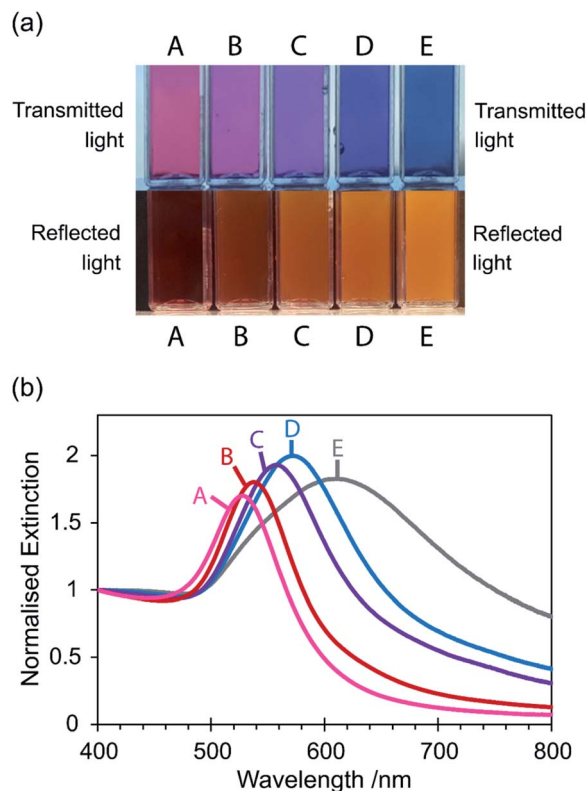 (a)
A B C D E
Transmitted
light
Transmitted
light
Reflected
light
Reflected
light
A B C D E
(b)
Normalised Extinction
2
1.5
1
0.5
0
A
B
C
D
E
400 500 600 700 800
Wavelength /nm